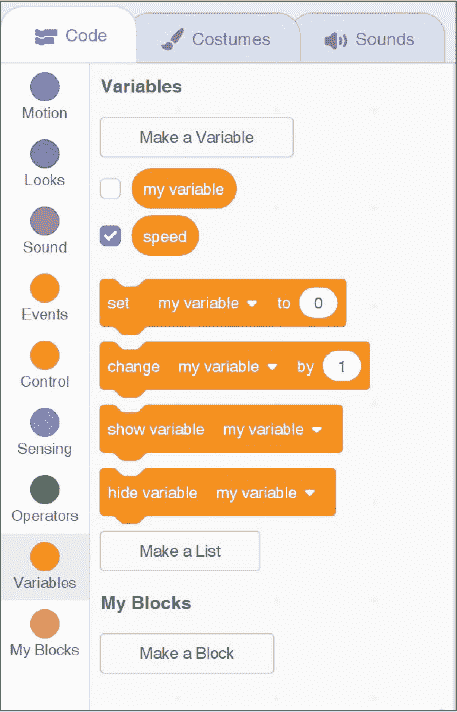 Code Costumes Sounds
Motion
Looks
Sound
Events
Control
Sensing
Operators
Variables
My Blocks
Variables
Make a Variable
my variable
speed
set my variable to 0
change my variable by 1
show variable my variable
hide variable my variable
Make a List
My Blocks
Make a Block